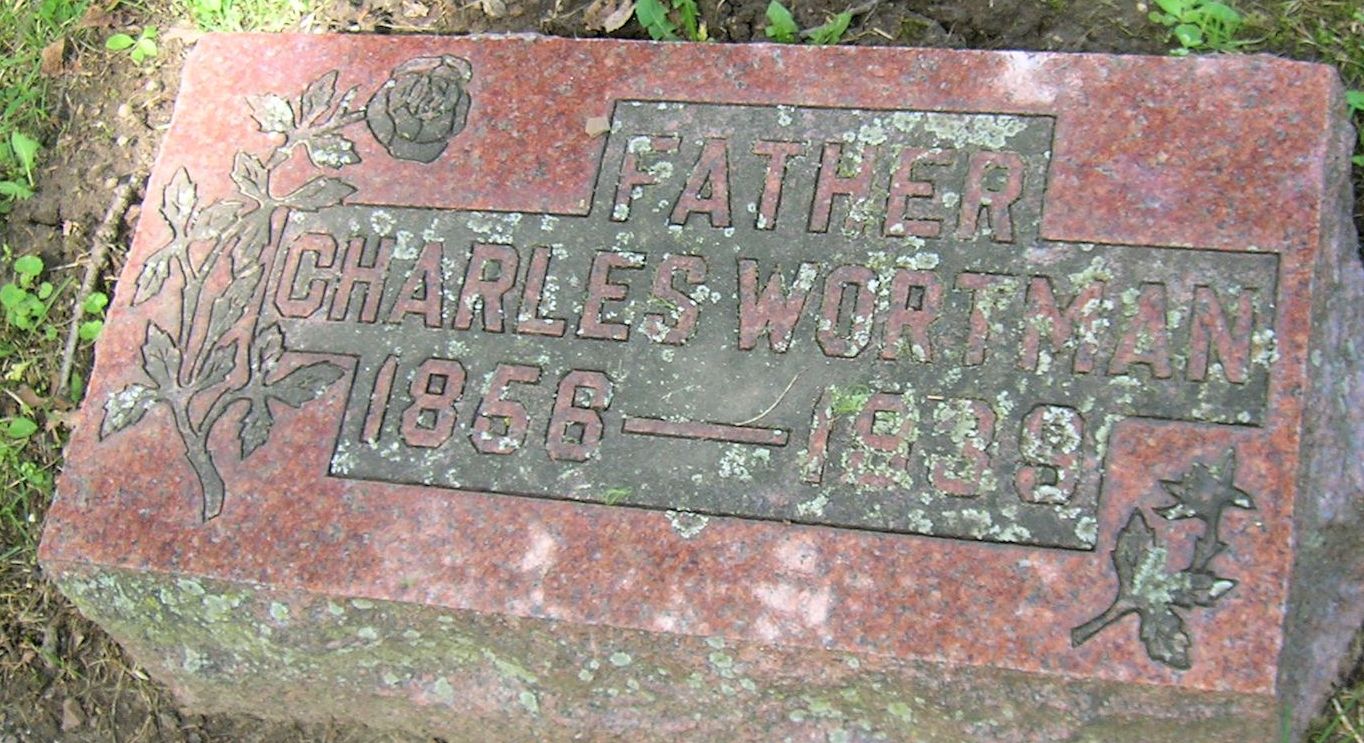 FATHER
CHARLES WORTMAN
1856 — 1939